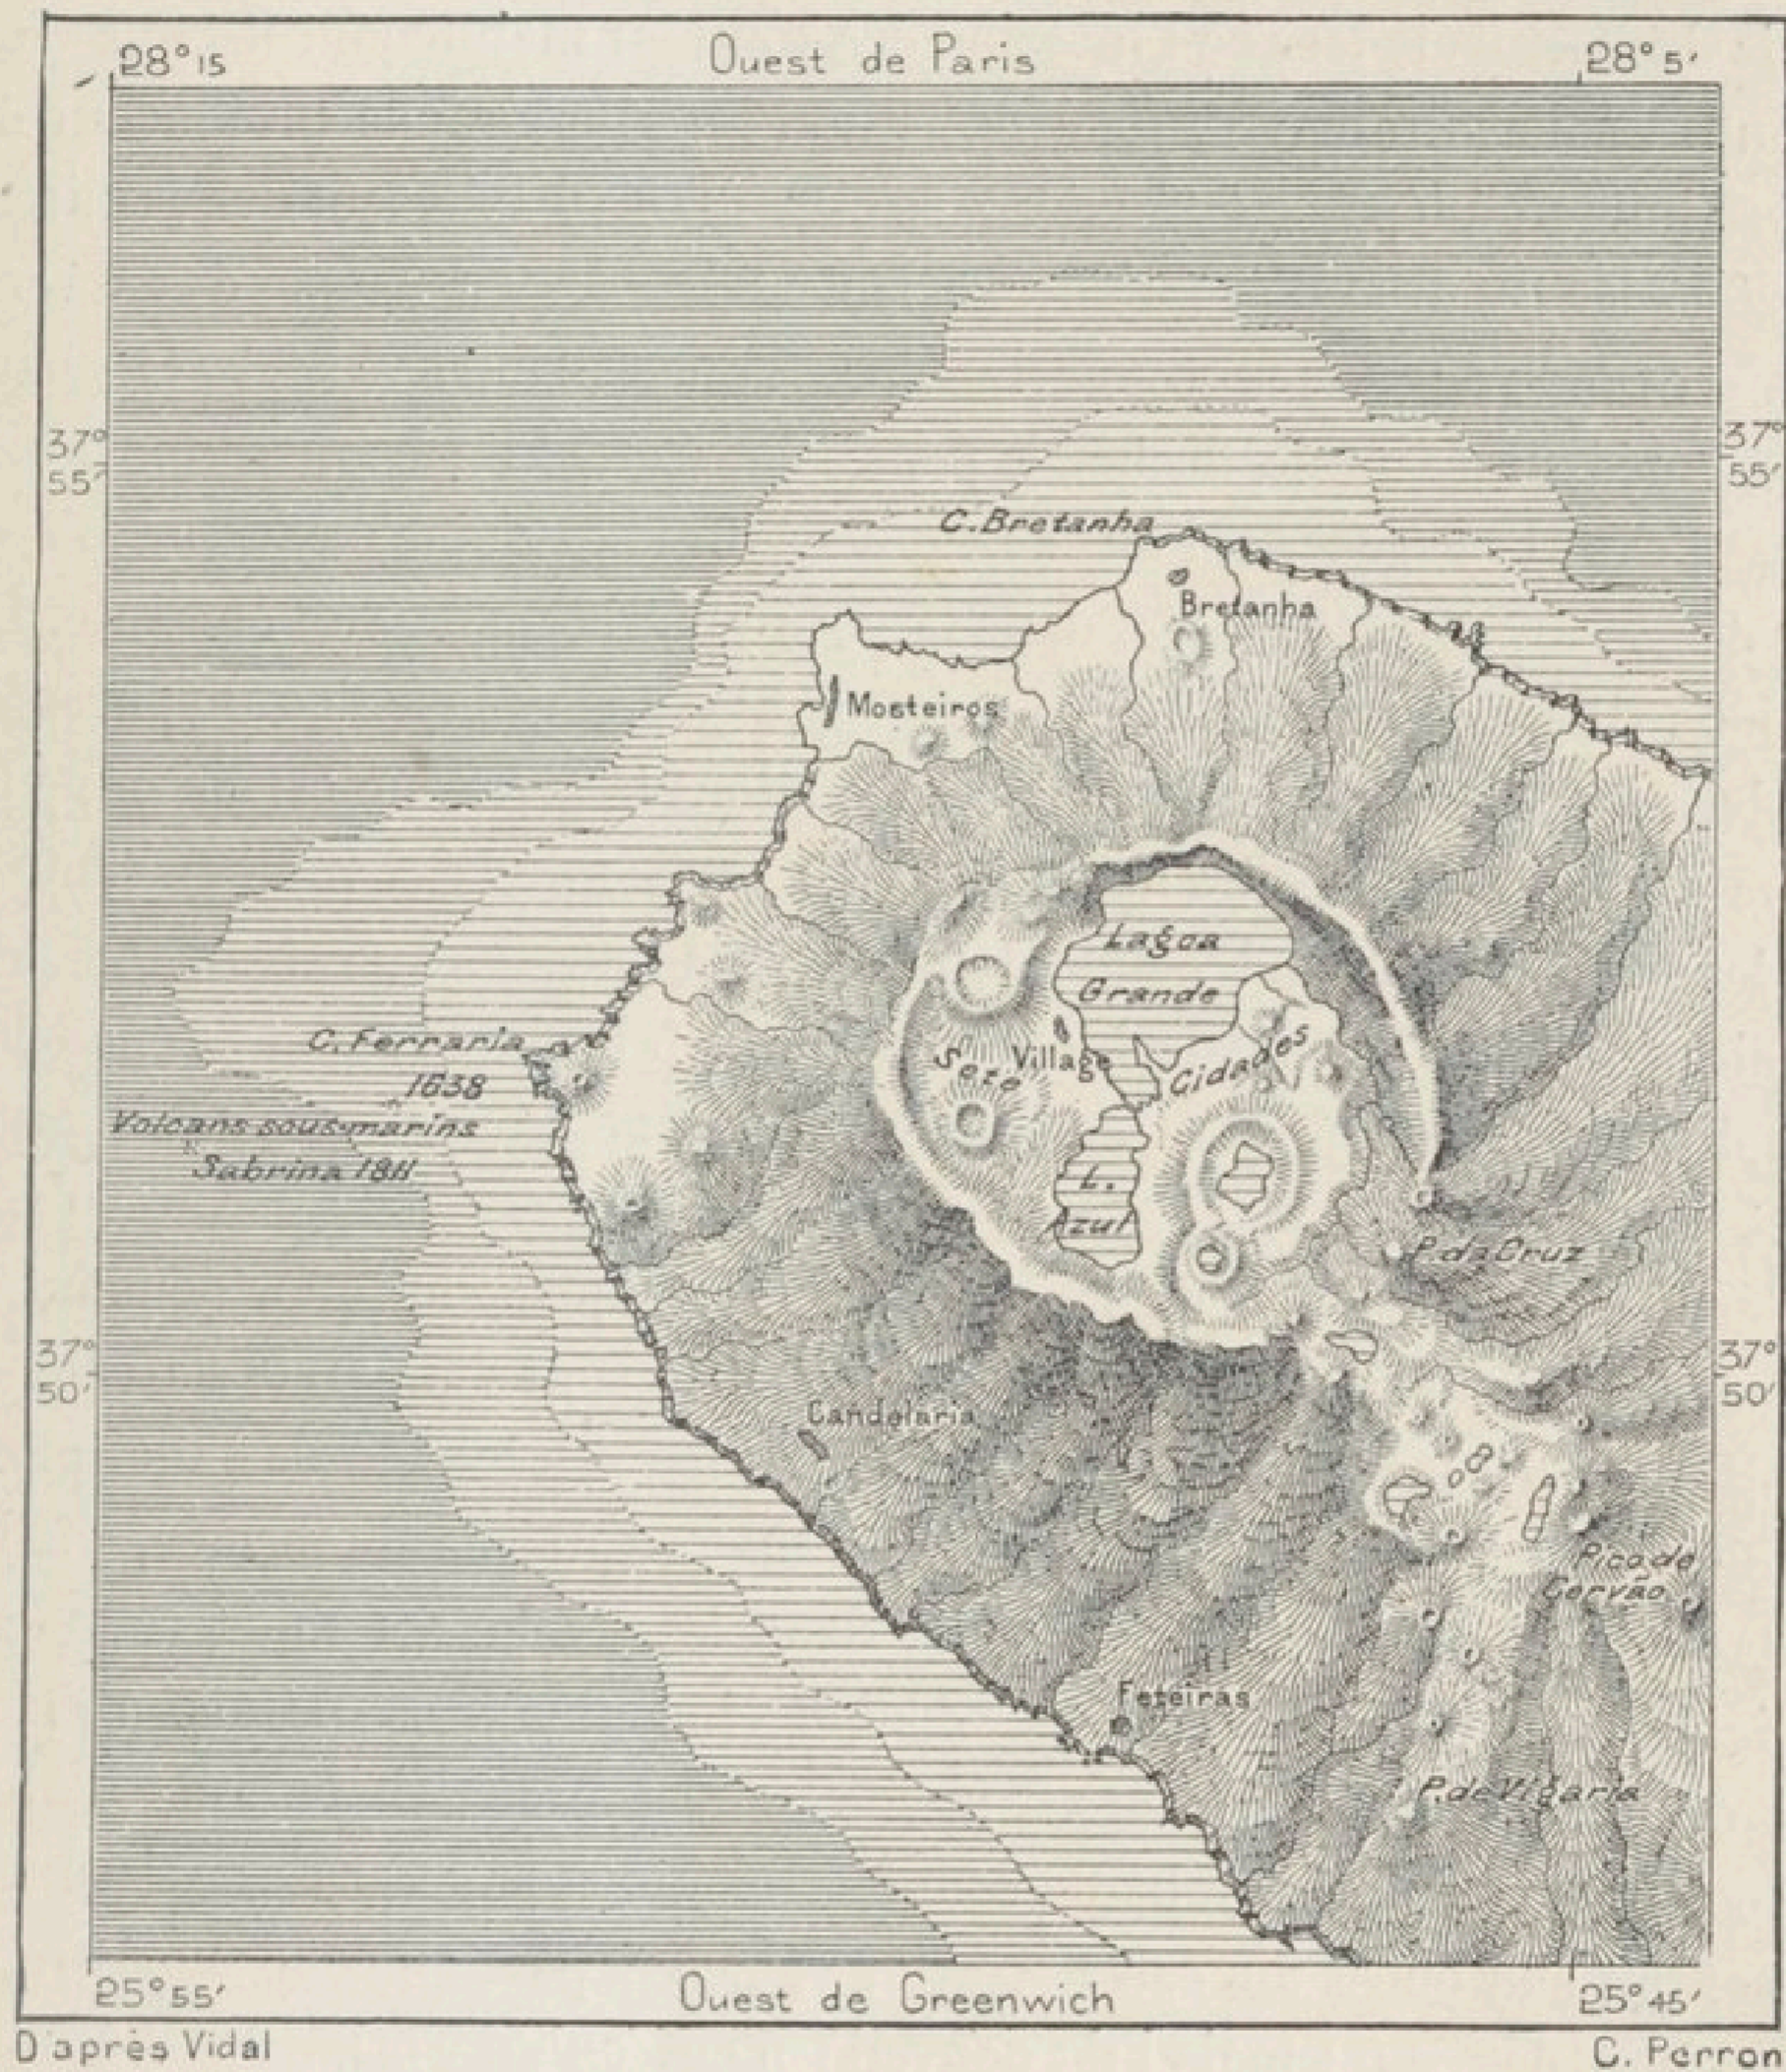 28°15
Ouest de Paris
28°5'
37°
55'
37°
55'
C. Bretanha
Bretanha
Mosteiros
Lagoa
Grande
C. Ferraria
1638
Volcans sous-marins
Sabrina 1811
Sete
Village
Cidades
L.
Azul
P. da Cruz
37°
50'
37°
50'
Candelaria
Pico de
Corvão
Feteiras
P. de Vigaria
25°55'
Ouest de Greenwich
25°45'
D'après Vidal
C. Perron